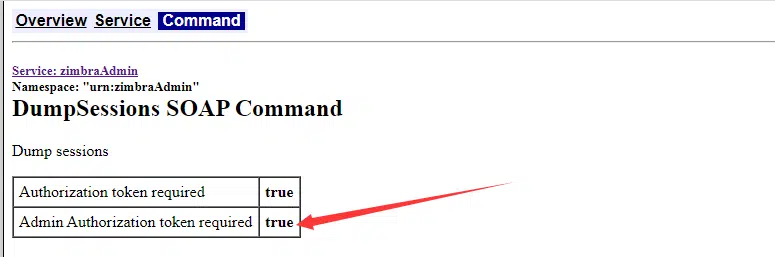 Overview Service Command
Service: zimbraAdmin
Namespace: "urn:zimbraAdmin"
DumpSessions SOAP Command
Dump sessions
Authorization token required true
Admin Authorization token required true